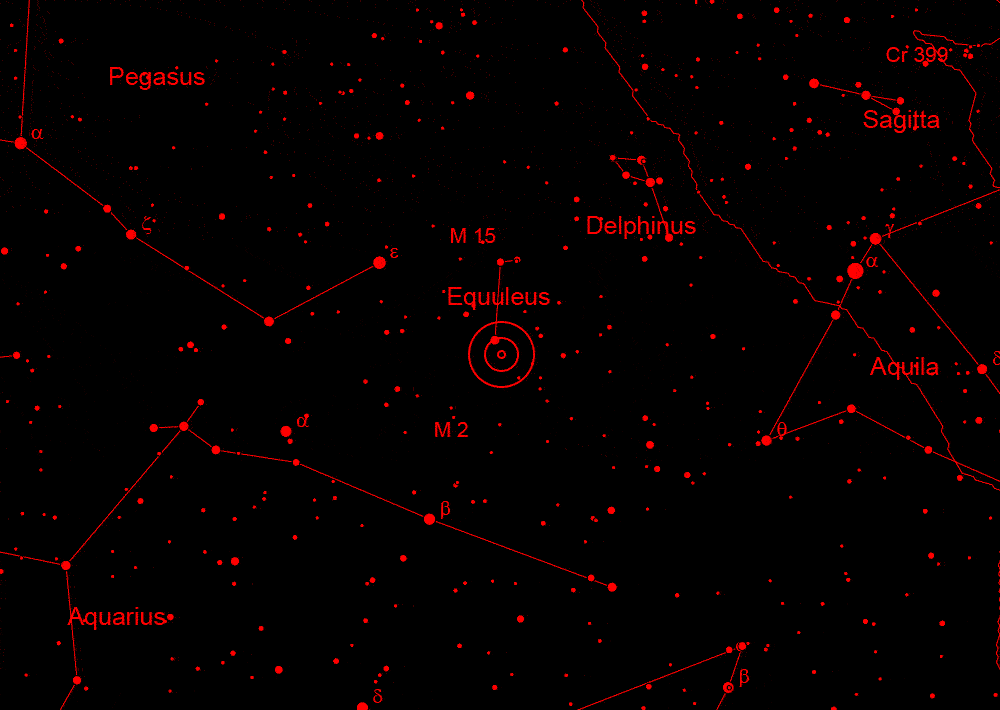 Cr 399
Pegasus
Sagitta
α
ζ
Delphinus
γ
M 15
ε
α
Equuleus
δ
Aquila
α
M 2
θ
β
Aquarius
α
β
δ